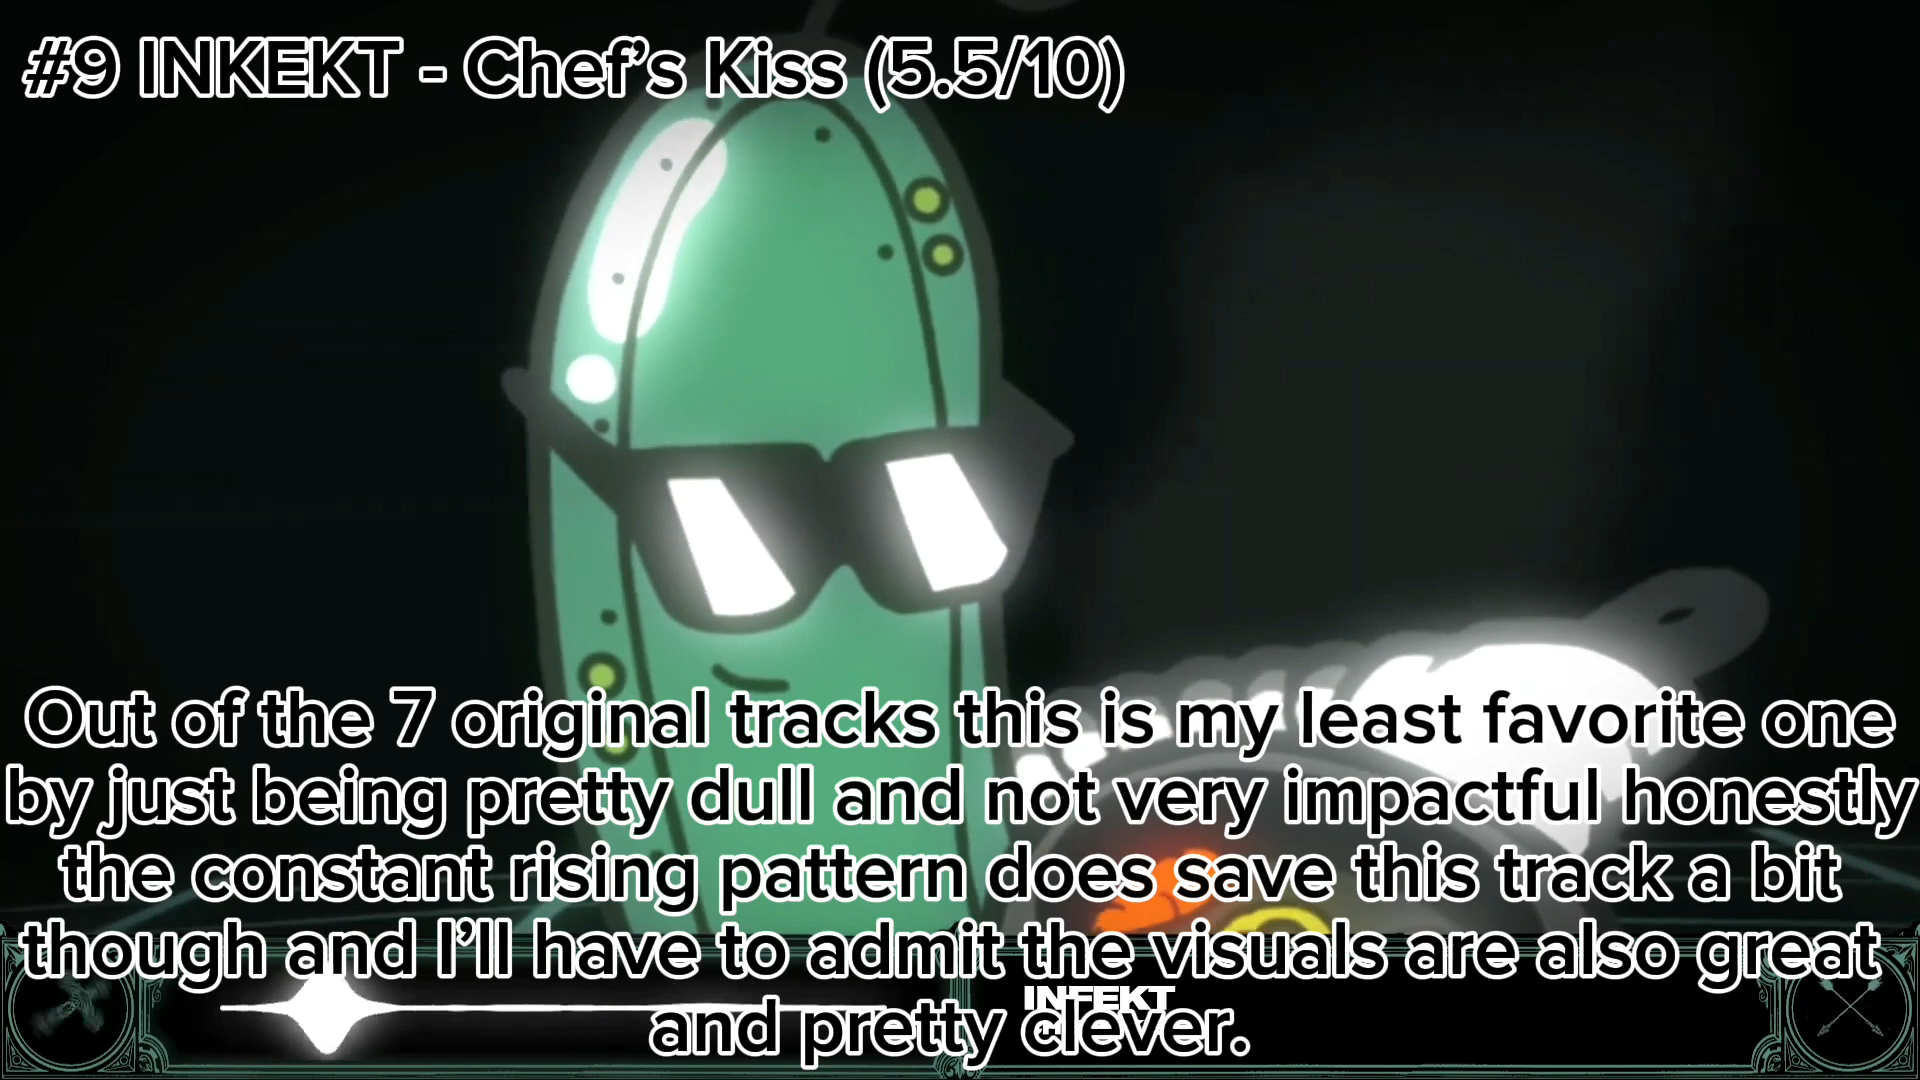 #9 INKEKT - Chef's Kiss (5.5/10)
Out of the 7 original tracks this is my least favorite one
by just being pretty dull and not very impactful honestly
the constant rising pattern does save this track a bit
though and I'll have to admit the visuals are also great
INFEKT
and pretty clever.